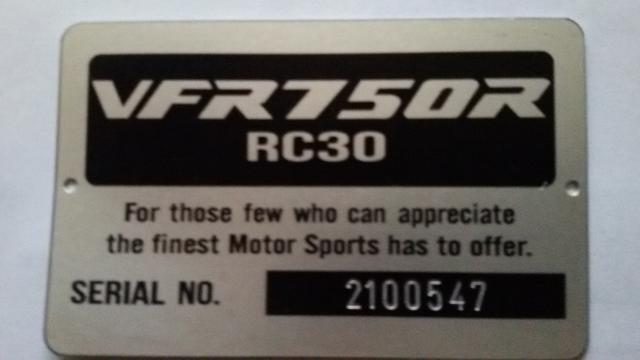 VFR750R
RC30
For those few who can appreciate
the finest Motor Sports has to offer.
SERIAL NO. 2100547